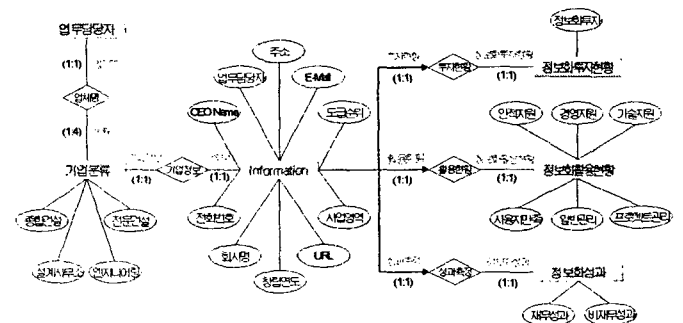 업무담당자
(1:1)
업체명
(1:4)
기업분류
종합건설
전문건설
설계사무소
엔지니어링
(1:1)
기업정보
(1:1)
Information
주소
업무담당자
E-Mail
CEO Name
도급순위
전화번호
사업영역
회사명
URL
창립연도
(1:1)
투자현황
(1:1)
정보화투자현황
정보화투자
(1:1)
활용현황
(1:1)
정보화활용현황
인적지원
경영지원
기술지원
사용자만족
일반관리
프로젝트관리
(1:1)
성과측정
(1:1)
정보화성과
재무성과
비재무성과